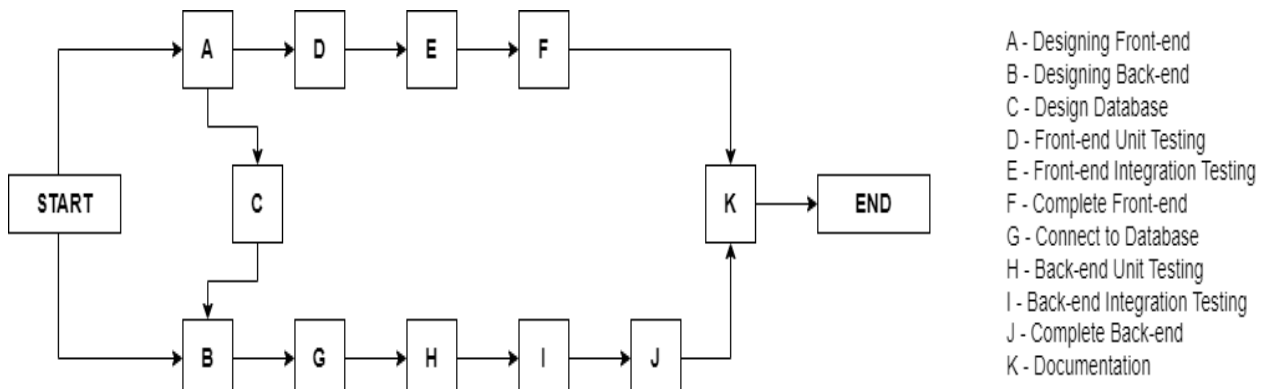 A D E F
START C K END
B G H I J
A - Designing Front-end
B - Designing Back-end
C - Design Database
D - Front-end Unit Testing
E - Front-end Integration Testing
F - Complete Front-end
G - Connect to Database
H - Back-end Unit Testing
I - Back-end Integration Testing
J - Complete Back-end
K - Documentation